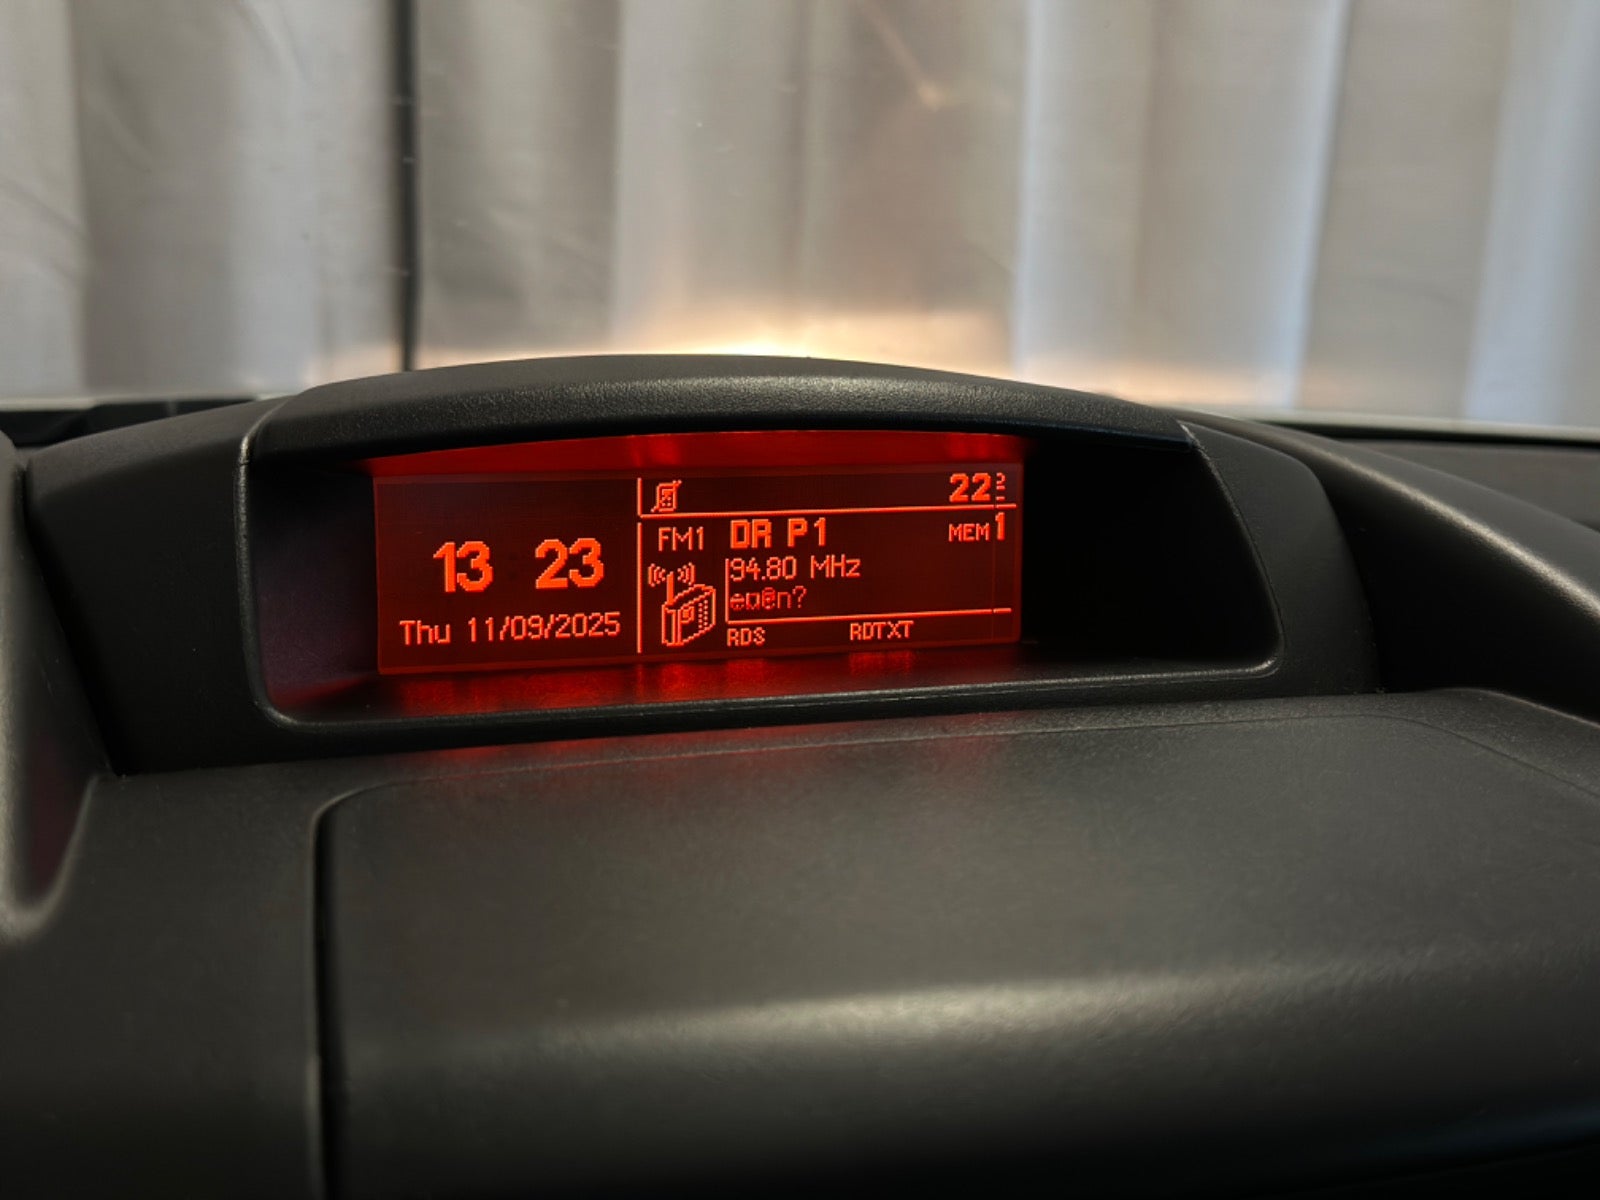 22
FM1 DR P1 MEM 1
13 23
94.80 MHz
Thu 11/09/2025
RDS RDTXT